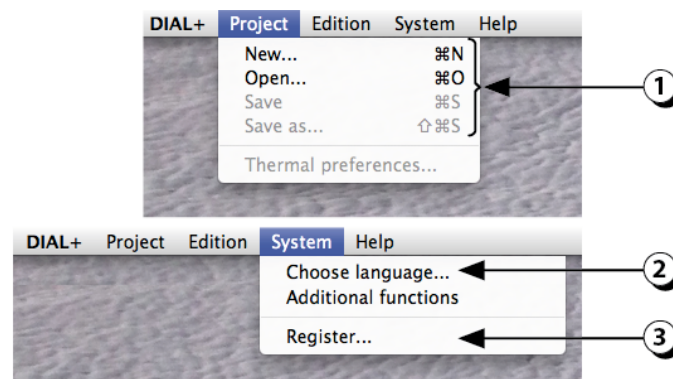 DIAL+ Project Edition System Help
New... ⌘N
Open... ⌘O
Save ⌘S
Save as... ⇧⌘S
1
Thermal preferences...
DIAL+ Project Edition System Help
Choose language... 2
Additional functions
Register... 3